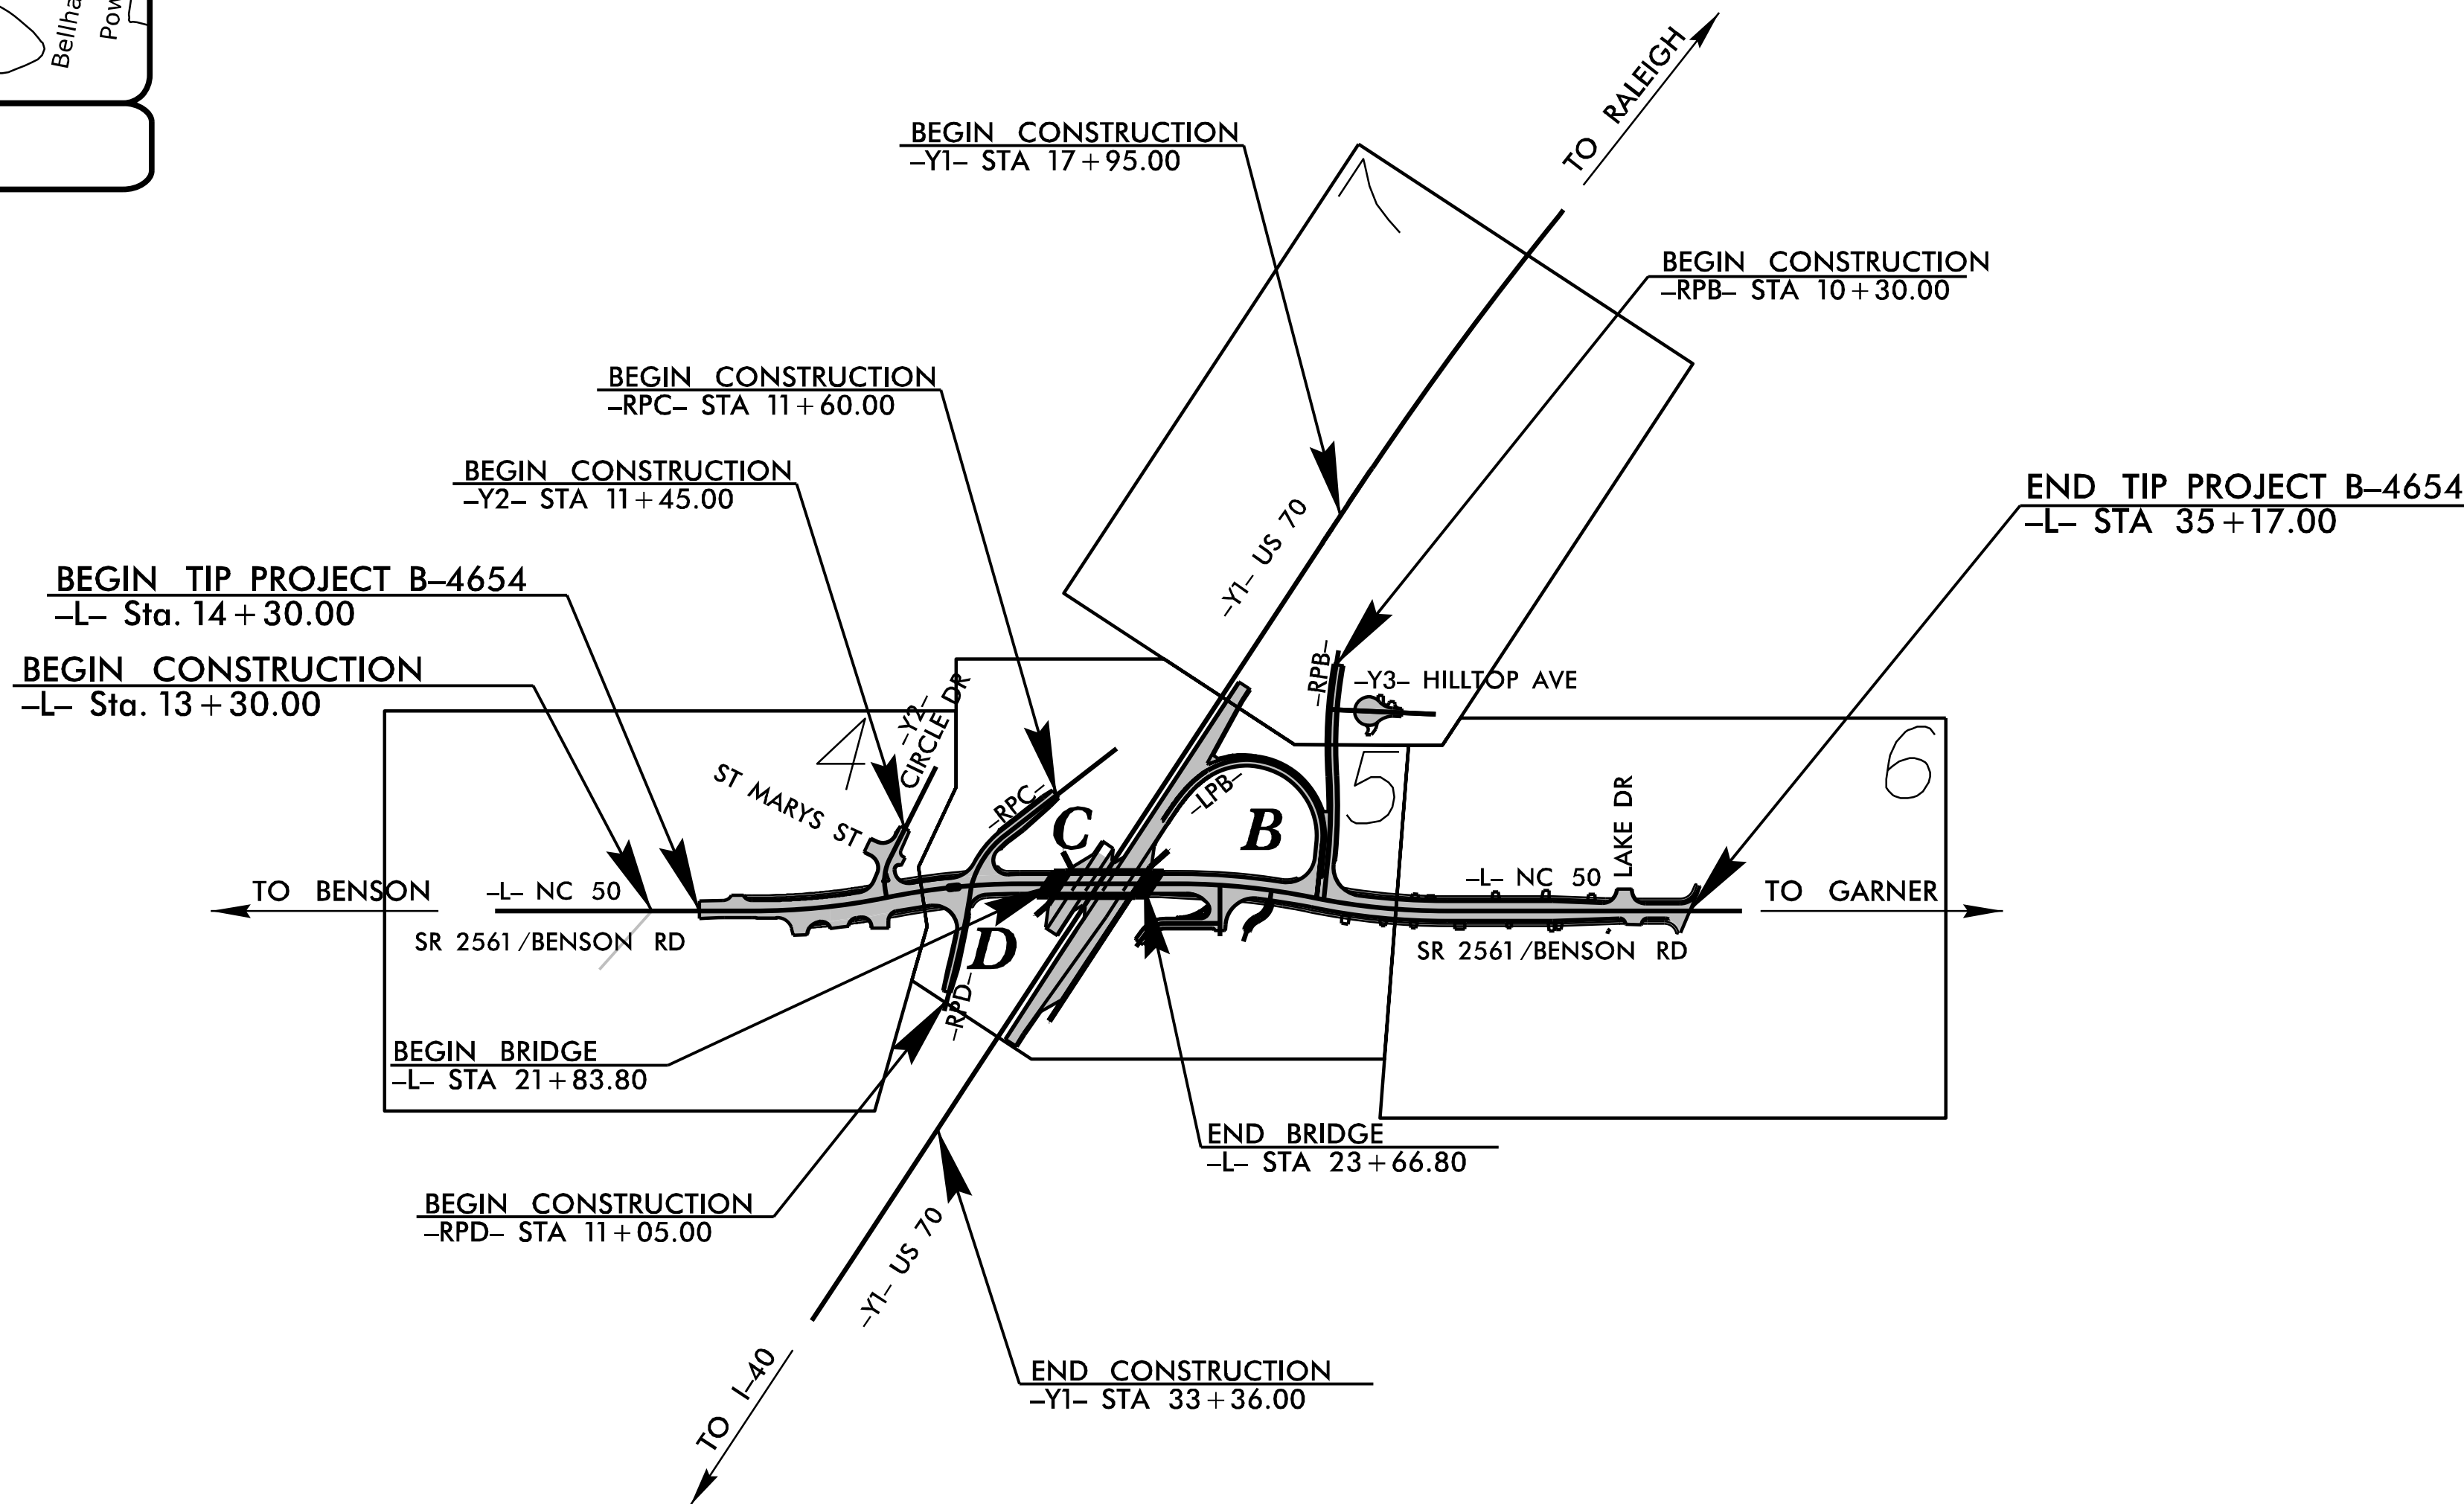 TO RALEIGH
BEGIN CONSTRUCTION
–Y1– STA 17+95.00
BEGIN CONSTRUCTION
–RPB– STA 10+30.00
BEGIN CONSTRUCTION
–RPC– STA 11+60.00
BEGIN CONSTRUCTION
–Y2– STA 11+45.00
END TIP PROJECT B–4654
–L– STA 35+17.00
BEGIN TIP PROJECT B–4654
–L– Sta. 14+30.00
BEGIN CONSTRUCTION
–L– Sta. 13+30.00
–Y1– US 70
–RPB–
–Y3– HILLTOP AVE
–Y2–
CIRCLE DR
4
ST MARYS ST
–RPC–
C
–LPB–
B
5
6
LAKE DR
TO BENSON
–L– NC 50
SR 2561/BENSON RD
–L– NC 50
TO GARNER
SR 2561/BENSON RD
D
–RPD–
BEGIN BRIDGE
–L– STA 21+83.80
END BRIDGE
–L– STA 23+66.80
BEGIN CONSTRUCTION
–RPD– STA 11+05.00
–Y1– US 70
END CONSTRUCTION
–Y1– STA 33+36.00
TO I–40